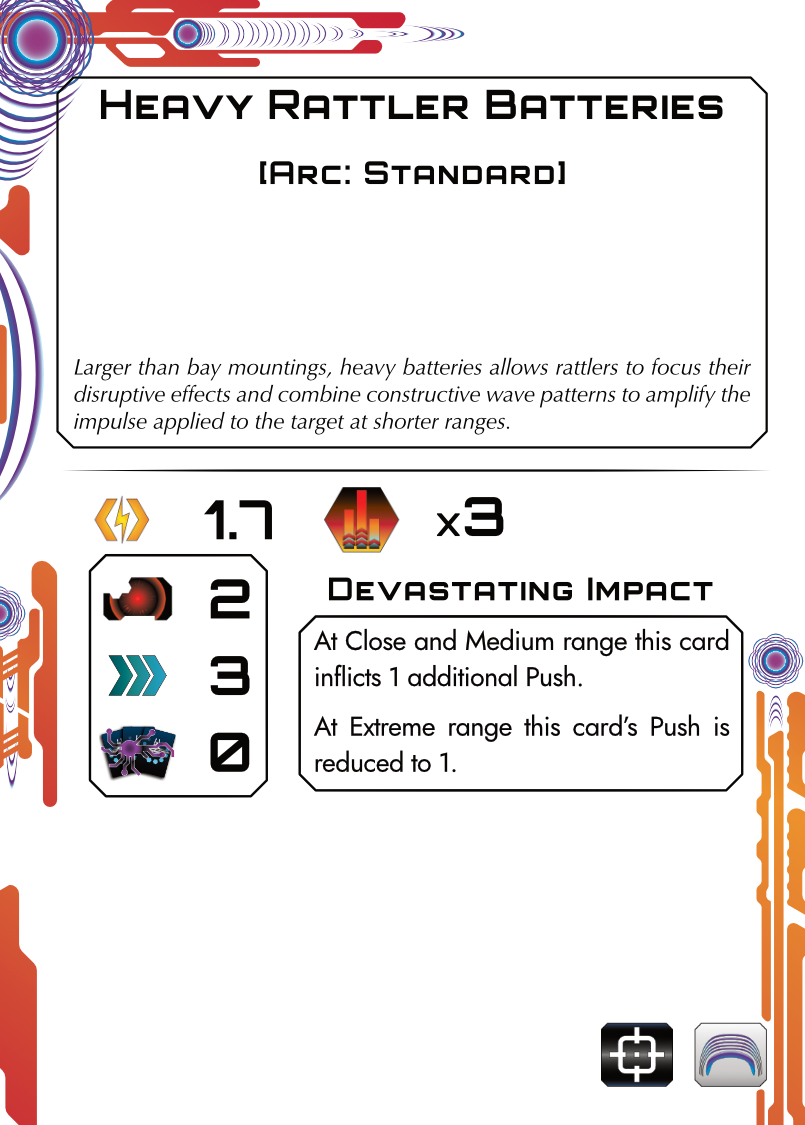 Heavy Rattler Batteries
[Arc: Standard]
Larger than bay mountings, heavy batteries allows rattlers to focus their
disruptive effects and combine constructive wave patterns to amplify the
impulse applied to the target at shorter ranges.
1.7 x3
2
3
0
Devastating Impact
At Close and Medium range this card
inflicts 1 additional Push.
At Extreme range this card's Push is
reduced to 1.